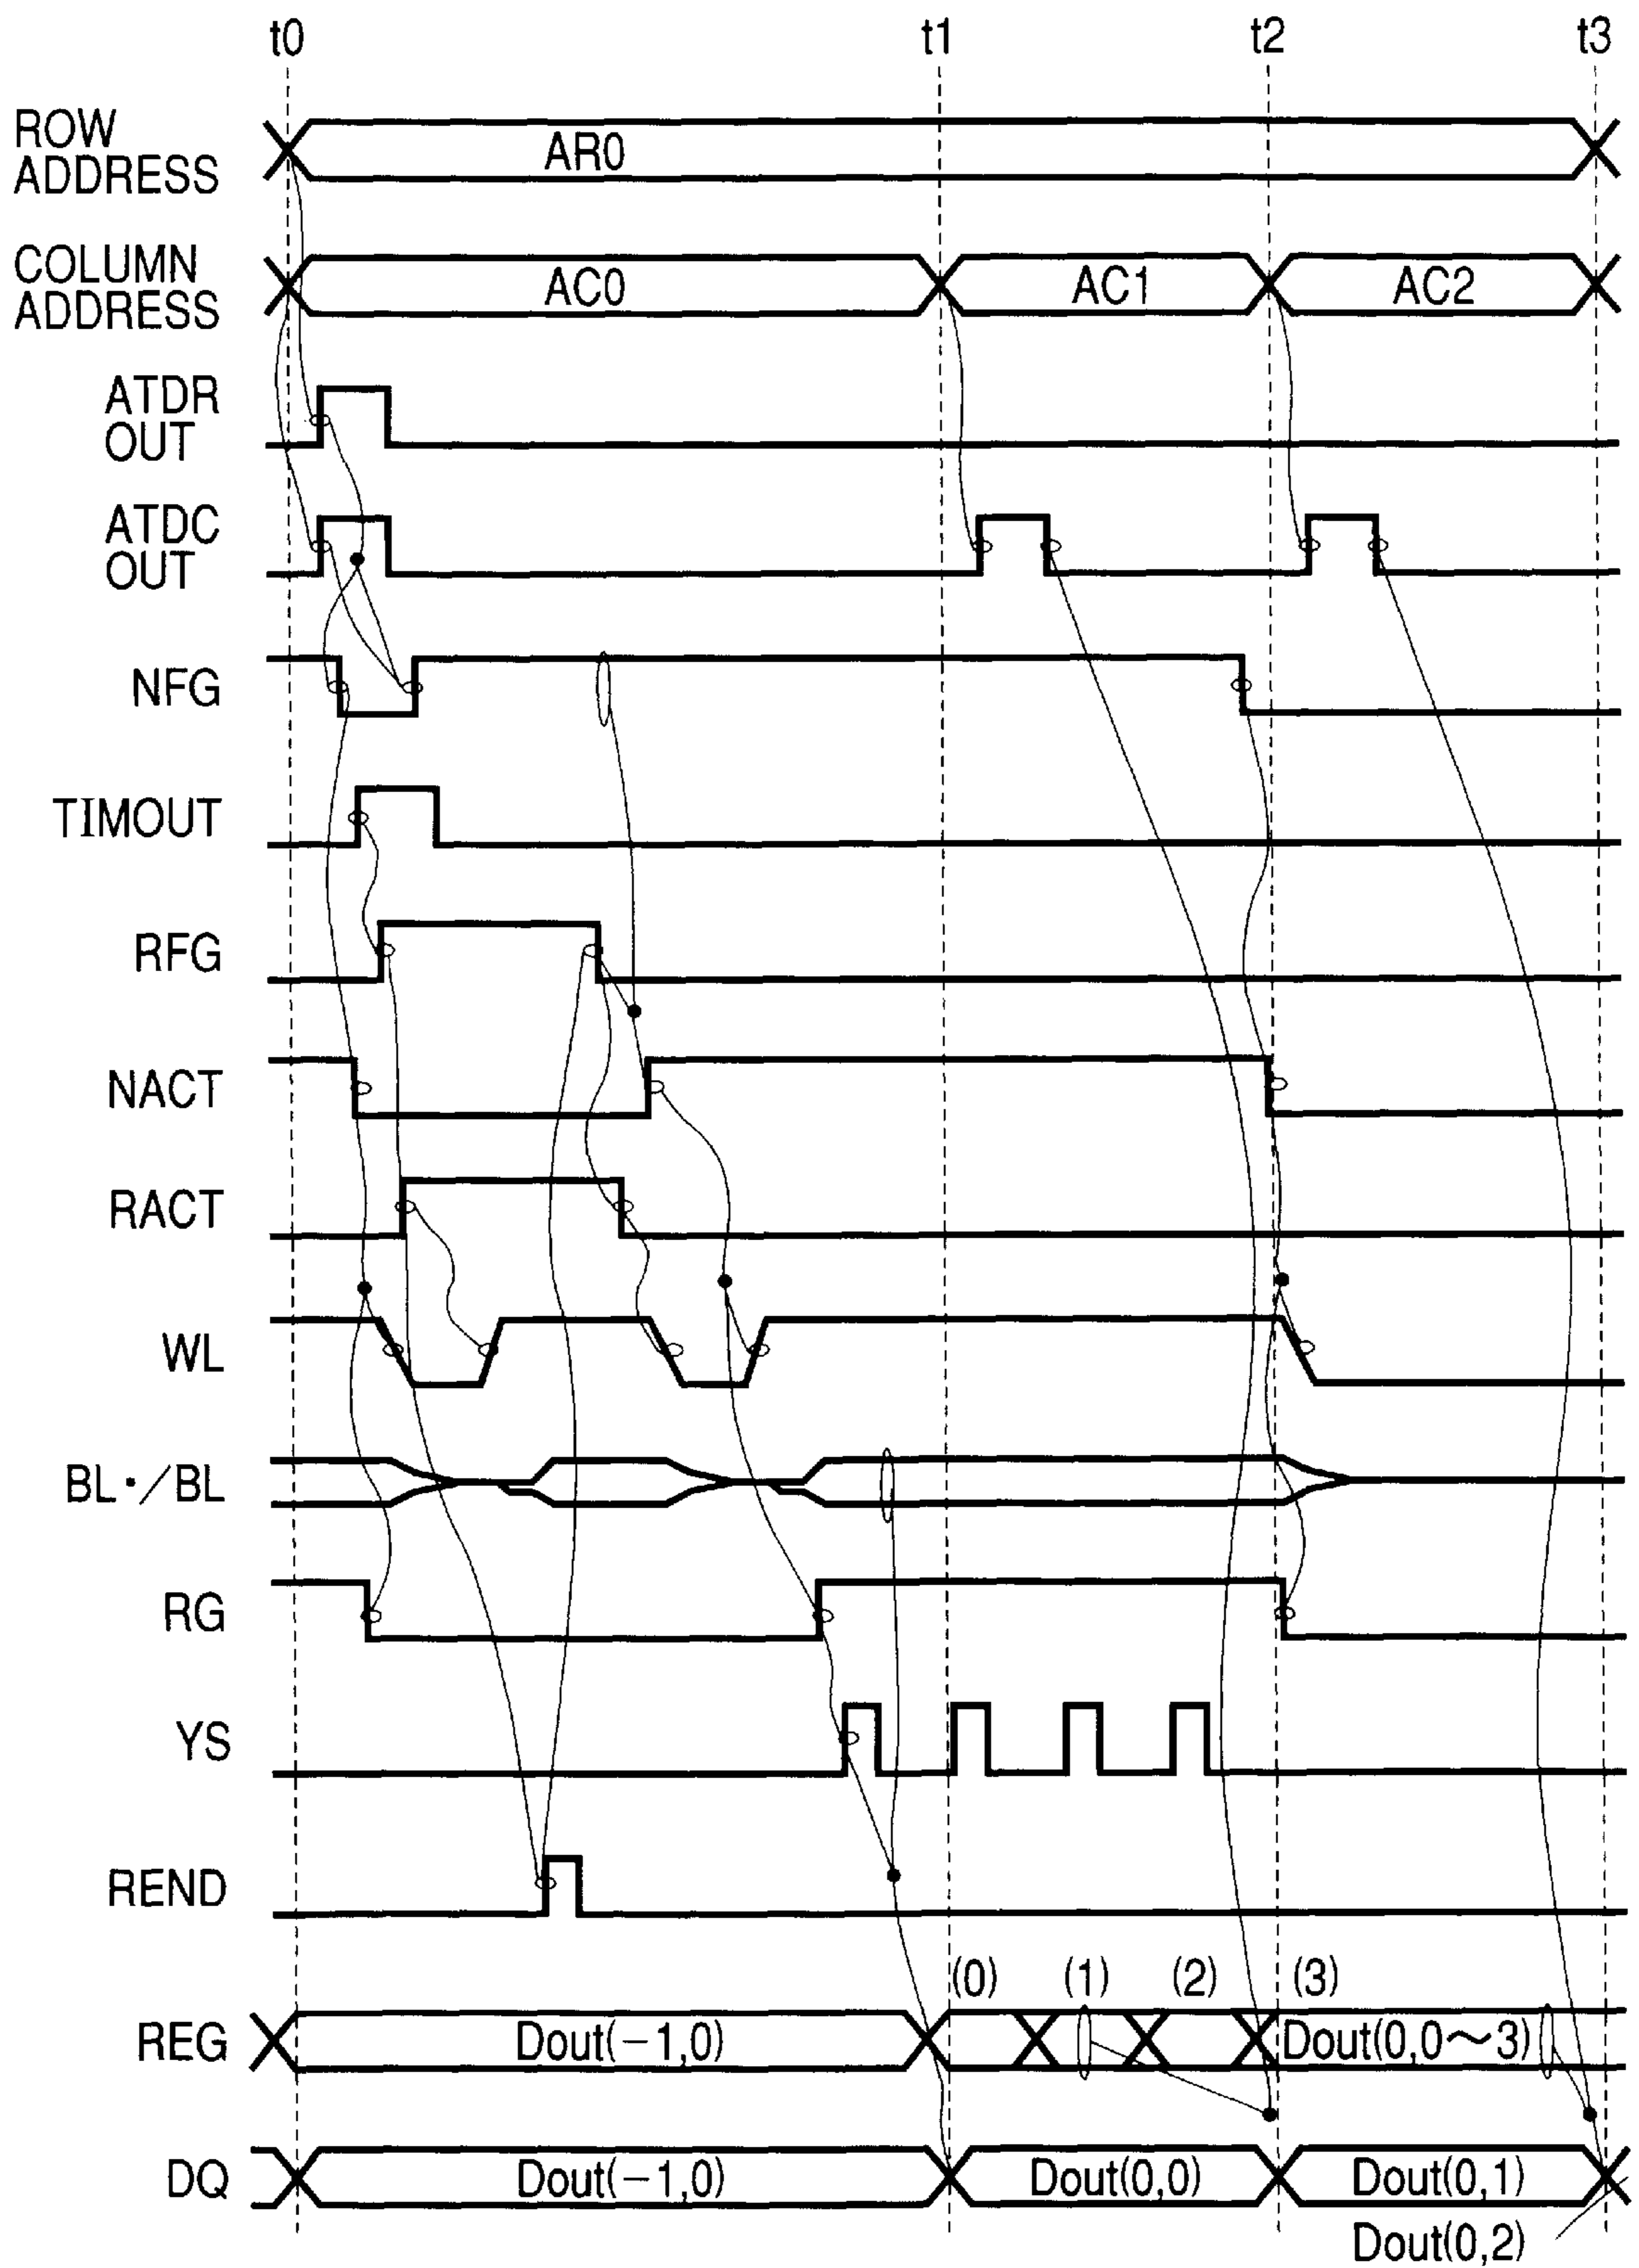 t0 t1 t2 t3
ROW
ADDRESS
AR0
COLUMN
ADDRESS
AC0 AC1 AC2
ATDR
OUT
ATDC
OUT
NFG
TIMOUT
RFG
NACT
RACT
WL
BL·/BL
RG
YS
REND
(0) (1) (2) (3)
REG Dout(−1,0) Dout(0,0~3)
DQ Dout(−1,0) Dout(0,0) Dout(0,1)
Dout(0,2)